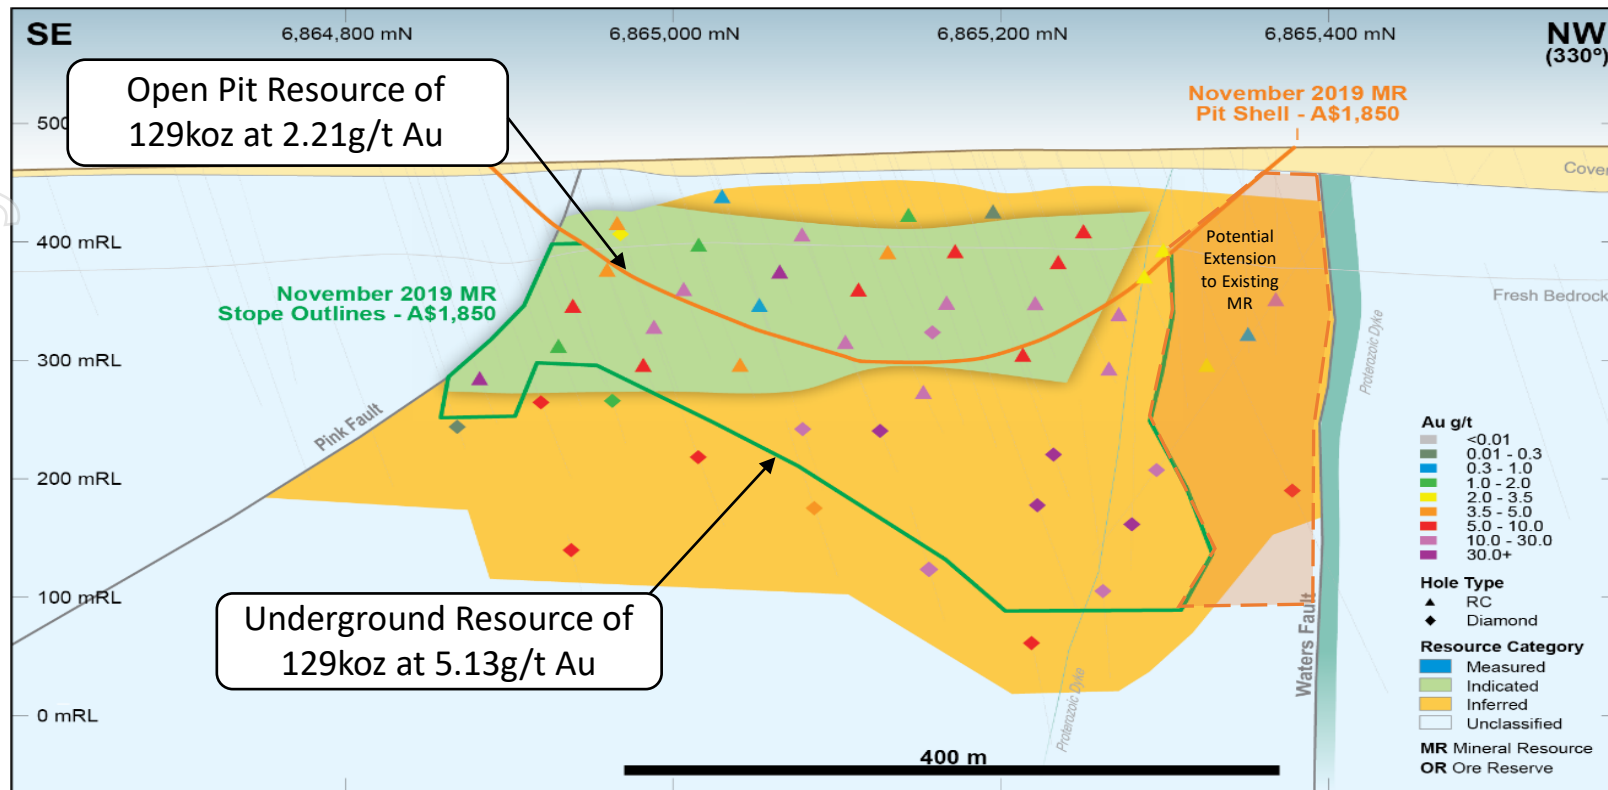 SE
6,864,800 mN
6,865,000 mN
6,865,200 mN
6,865,400 mN
NW
(330°)
Open Pit Resource of
129koz at 2.21g/t Au
November 2019 MR
Pit Shell - A$1,850
500
Cover
400 mRL
Potential
Extension
to Existing
MR
November 2019 MR
Stope Outlines - A$1,850
Fresh Bedrock
300 mRL
Proterozoic Dyke
Pink Fault
200 mRL
100 mRL
Underground Resource of
129koz at 5.13g/t Au
0 mRL
Proterozoic Dyke
Waters Fault
400 m
Au g/t
<0.01
0.01 - 0.3
0.3 - 1.0
1.0 - 2.0
2.0 - 3.5
3.5 - 5.0
5.0 - 10.0
10.0 - 30.0
30.0+
Hole Type
RC
Diamond
Resource Category
Measured
Indicated
Inferred
Unclassified
MR Mineral Resource
OR Ore Reserve